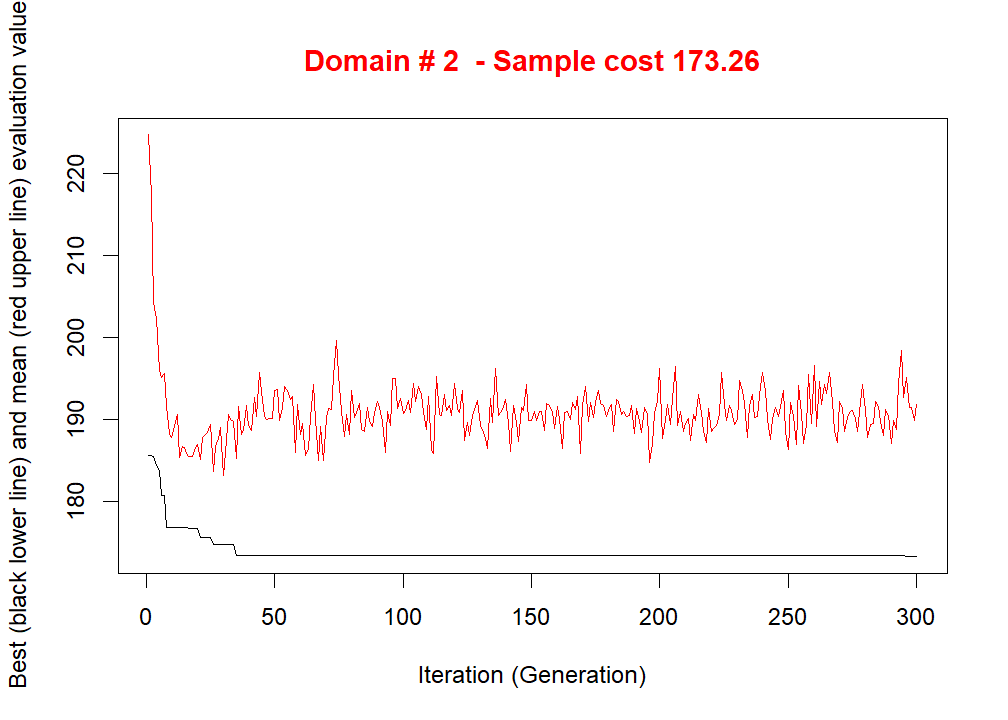 Domain # 2  - Sample cost 173.26
Best (black lower line) and mean (red upper line) evaluation value
220
210
200
190
180
0 50 100 150 200 250 300
Iteration (Generation)